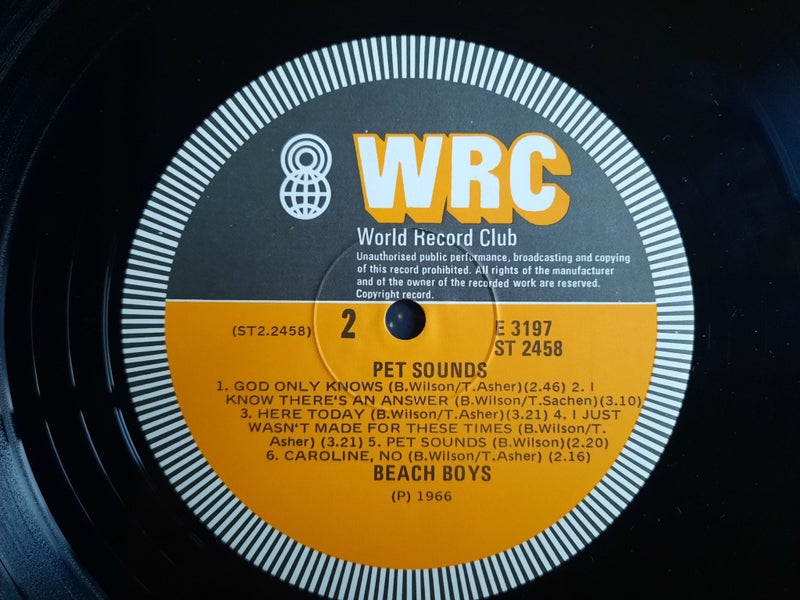 WRC
World Record Club
Unauthorised public performance, broadcasting and copying
of this record prohibited. All rights of the manufacturer
and of the owner of the recorded work are reserved.
Copyright record.
(ST2.2458) 2 E 3197
ST 2458
PET SOUNDS
1. GOD ONLY KNOWS (B.Wilson/T.Asher)(2.46) 2. I
KNOW THERE'S AN ANSWER (B.Wilson/T.Sachen)(3.10)
3. HERE TODAY (B.Wilson/T.Asher)(3.21) 4. I JUST
WASN'T MADE FOR THESE TIMES (B.Wilson/T.
Asher) (3.21) 5. PET SOUNDS (B.Wilson)(2.20)
6. CAROLINE, NO (B.Wilson/T.Asher) (2.16)
BEACH BOYS
(P) 1966